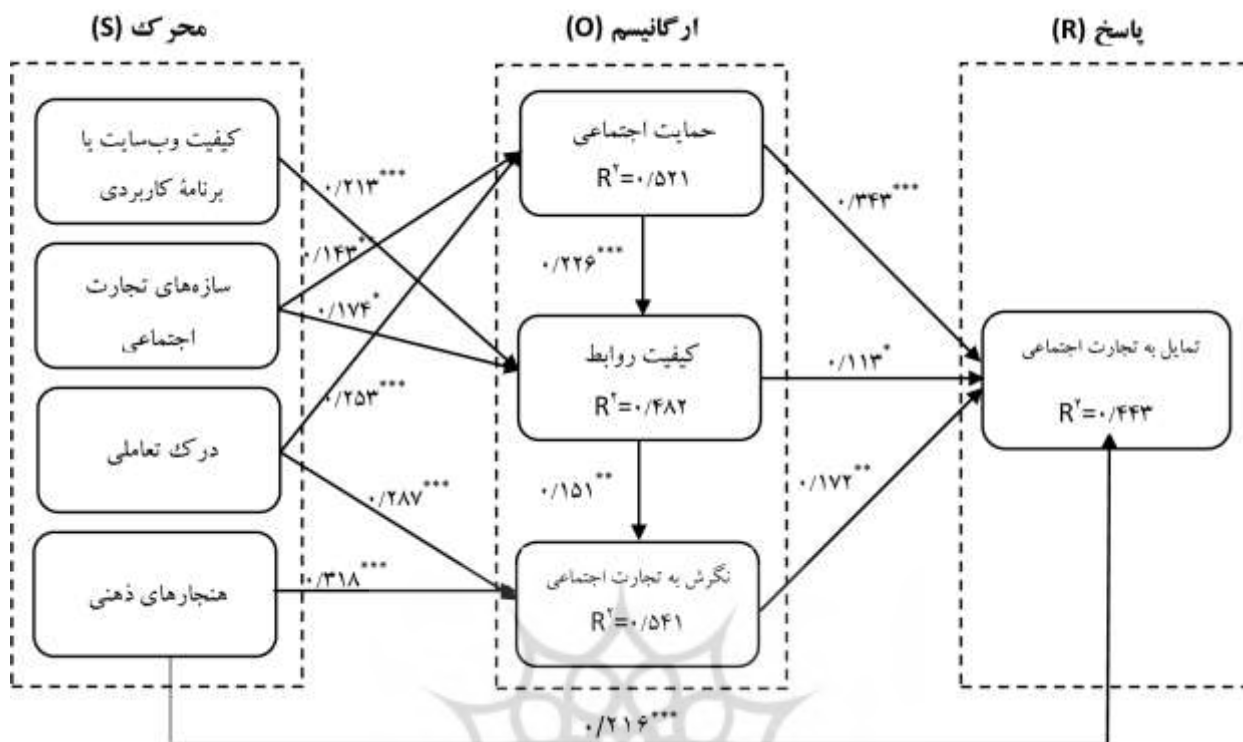 محرک (S)
ارگانیسم (O)
پاسخ (R)
کیفیت وب‌سایت یا
برنامهٔ کاربردی
سازه‌های تجارت
اجتماعی
درک تعاملی
هنجارهای ذهنی
۰/۲۱۳***
۰/۱۴۳**
۰/۱۷۴*
۰/۲۵۳***
۰/۲۸۷***
۰/۳۱۸***
حمایت اجتماعی
R۲=۰/۵۲۱
۰/۲۲۶***
کیفیت روابط
R۲=۰/۴۸۲
۰/۱۵۱**
نگرش به تجارت اجتماعی
R۲=۰/۵۴۱
۰/۳۴۳***
۰/۱۱۳*
۰/۱۷۲**
تمایل به تجارت اجتماعی
R۲=۰/۴۴۳
۰/۲۱۶***